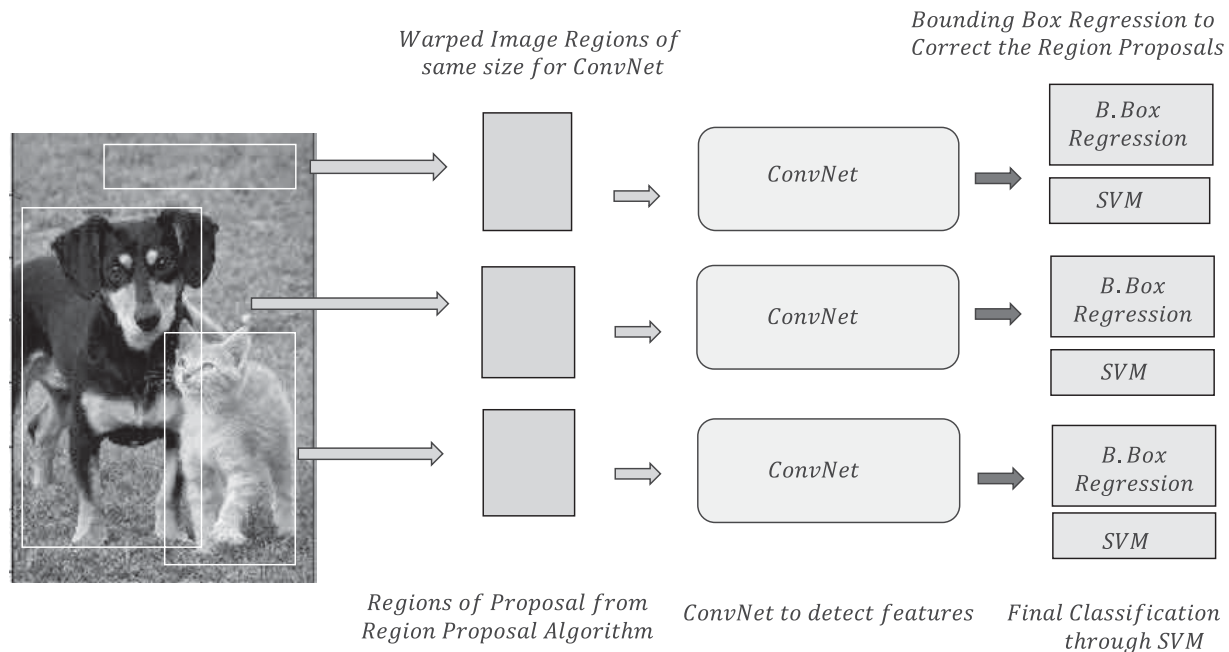 Warped Image Regions of
same size for ConvNet
Bounding Box Regression to
Correct the Region Proposals
ConvNet
B.Box
Regression
SVM
ConvNet
B.Box
Regression
SVM
ConvNet
B.Box
Regression
SVM
Regions of Proposal from
Region Proposal Algorithm
ConvNet to detect features
Final Classification
through SVM